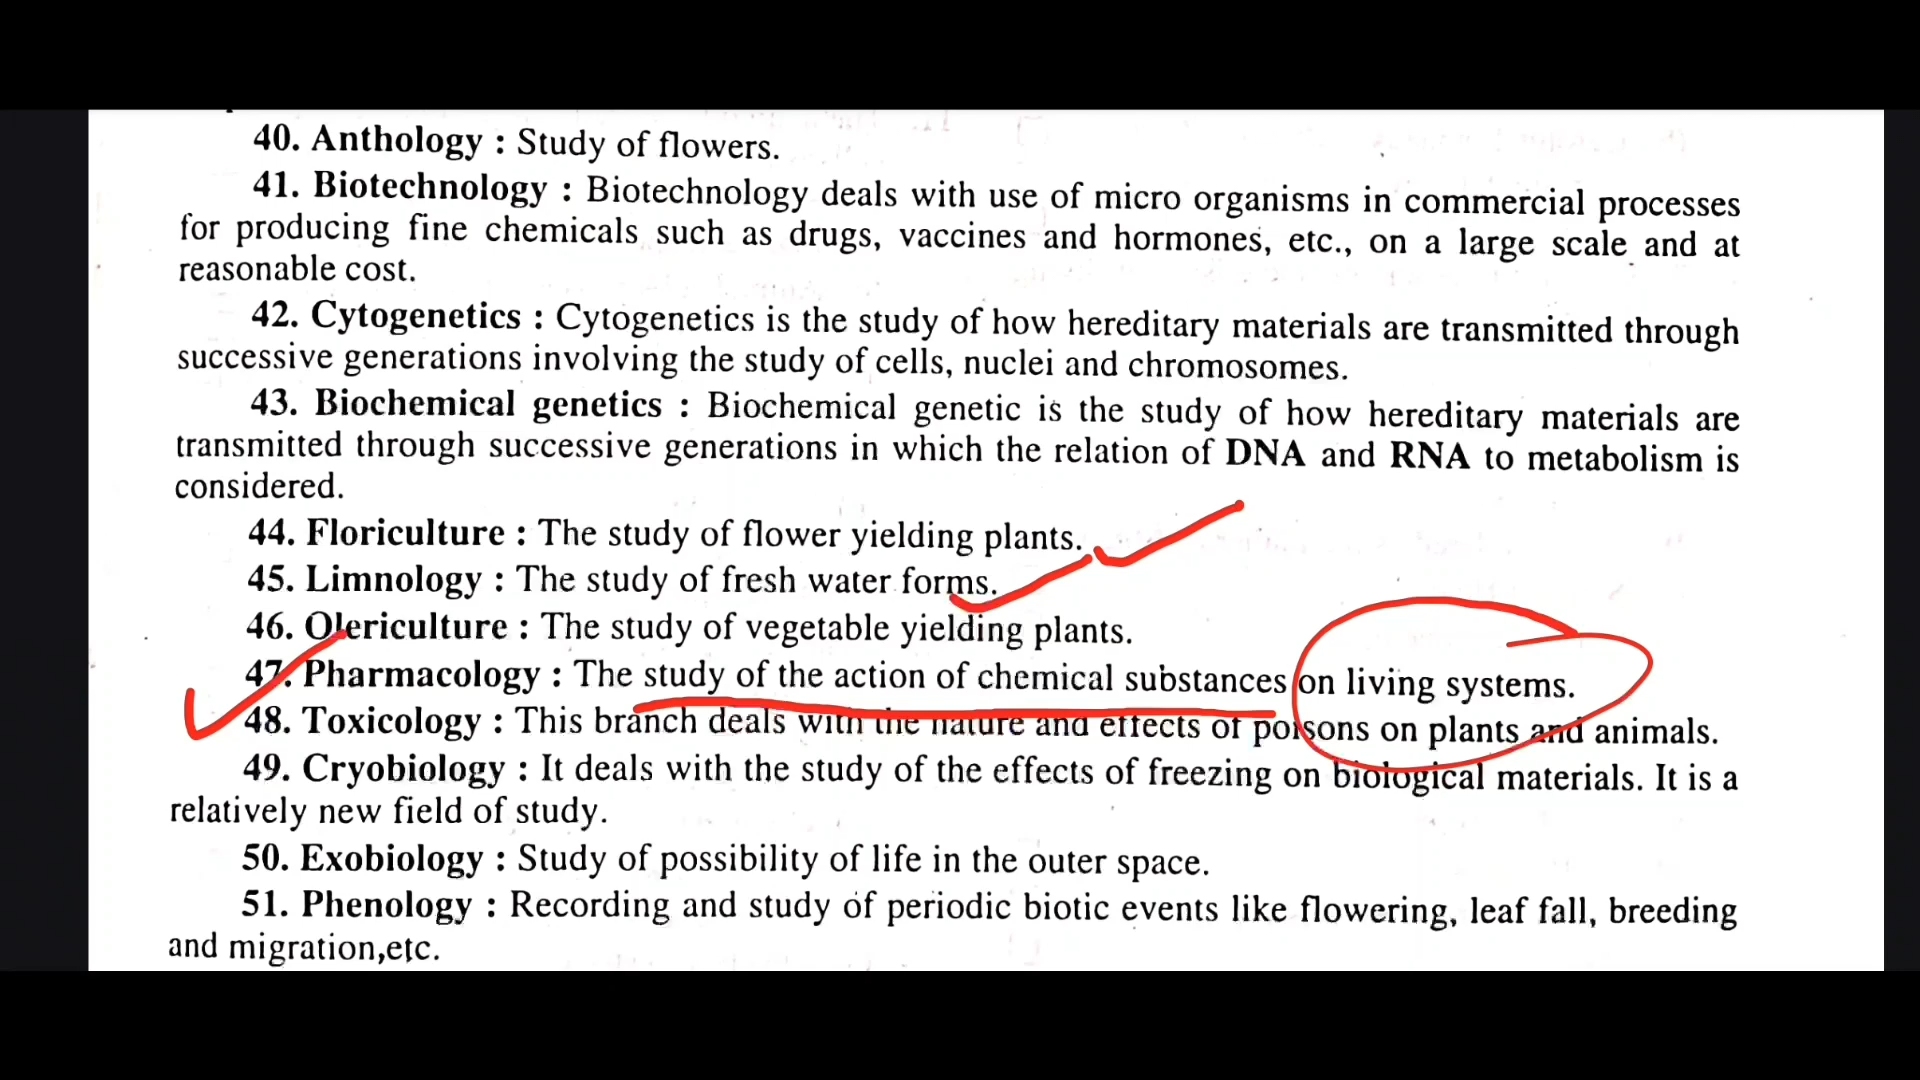 40. Anthology : Study of flowers.
41. Biotechnology : Biotechnology deals with use of micro organisms in commercial processes
for producing fine chemicals such as drugs, vaccines and hormones, etc., on a large scale and at
reasonable cost.
42. Cytogenetics : Cytogenetics is the study of how hereditary materials are transmitted through
successive generations involving the study of cells, nuclei and chromosomes.
43. Biochemical genetics : Biochemical genetic is the study of how hereditary materials are
transmitted through successive generations in which the relation of DNA and RNA to metabolism is
considered.
44. Floriculture : The study of flower yielding plants.
45. Limnology : The study of fresh water forms.
46. Olericulture : The study of vegetable yielding plants.
47. Pharmacology : The study of the action of chemical substances on living systems.
48. Toxicology : This branch deals with the nature and effects of poisons on plants and animals.
49. Cryobiology : It deals with the study of the effects of freezing on biological materials. It is a
relatively new field of study.
50. Exobiology : Study of possibility of life in the outer space.
51. Phenology : Recording and study of periodic biotic events like flowering, leaf fall, breeding
and migration,etc.